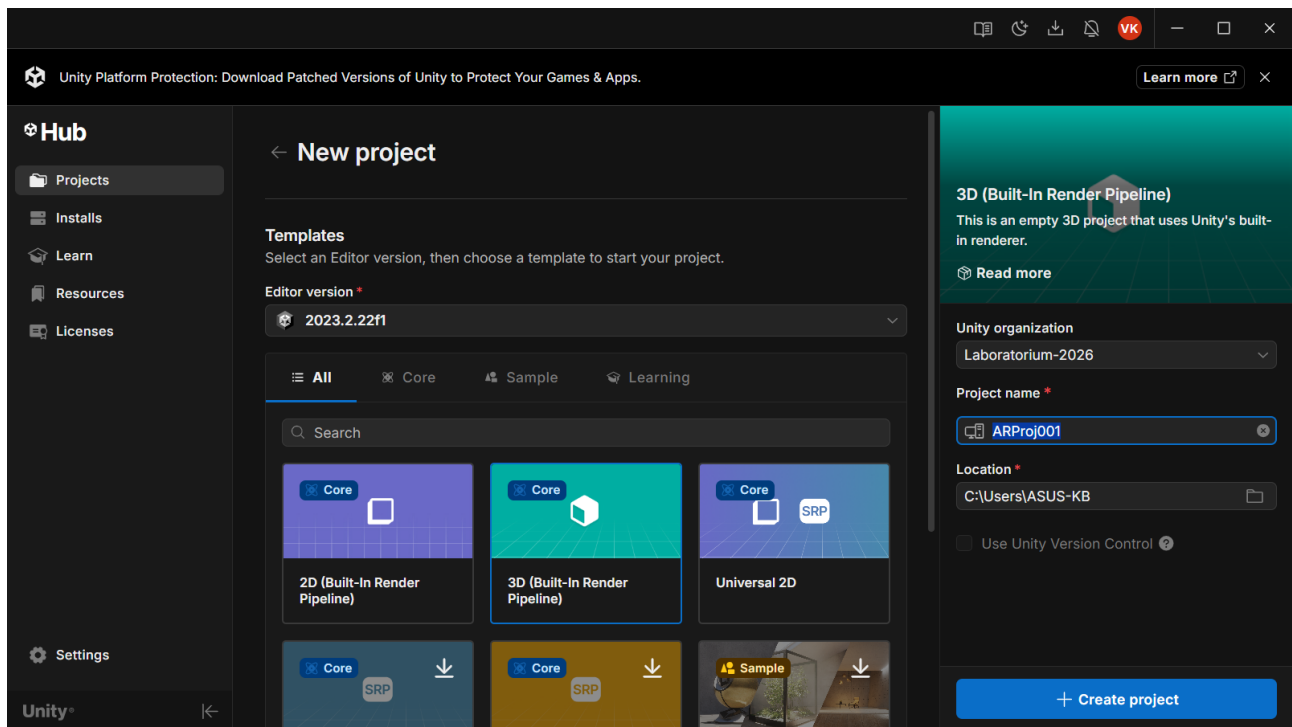 VK
Unity Platform Protection: Download Patched Versions of Unity to Protect Your Games & Apps.
Learn more
Hub
Projects
Installs
Learn
Resources
Licenses
Settings
Unity
New project
Templates
Select an Editor version, then choose a template to start your project.
Editor version *
2023.2.22f1
All
Core
Sample
Learning
Search
Core
2D (Built-In Render
Pipeline)
Core
3D (Built-In Render
Pipeline)
Core
SRP
Universal 2D
Core
SRP
Core
SRP
Sample
3D (Built-In Render Pipeline)
This is an empty 3D project that uses Unity's built-
in renderer.
Read more
Unity organization
Laboratorium-2026
Project name *
ARProj001
Location *
C:\Users\ASUS-KB
Use Unity Version Control ?
+ Create project